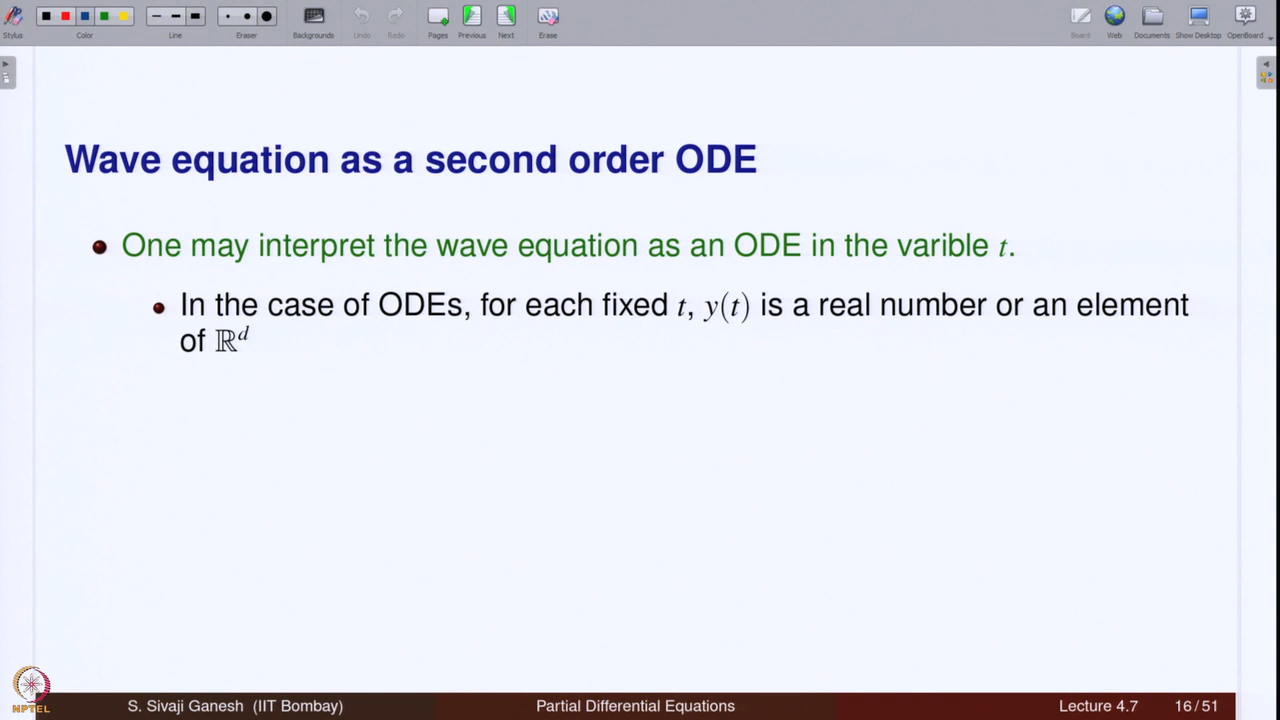 Stylus Color Line Eraser Backgrounds Undo Redo Pages Previous Next Erase Board Web Documents Show Desktop OpenBoard
Wave equation as a second order ODE
One may interpret the wave equation as an ODE in the varible t.
In the case of ODEs, for each fixed t, y(t) is a real number or an element
of ℝ^d
NPTEL
S. Sivaji Ganesh (IIT Bombay) Partial Differential Equations Lecture 4.7 16 / 51